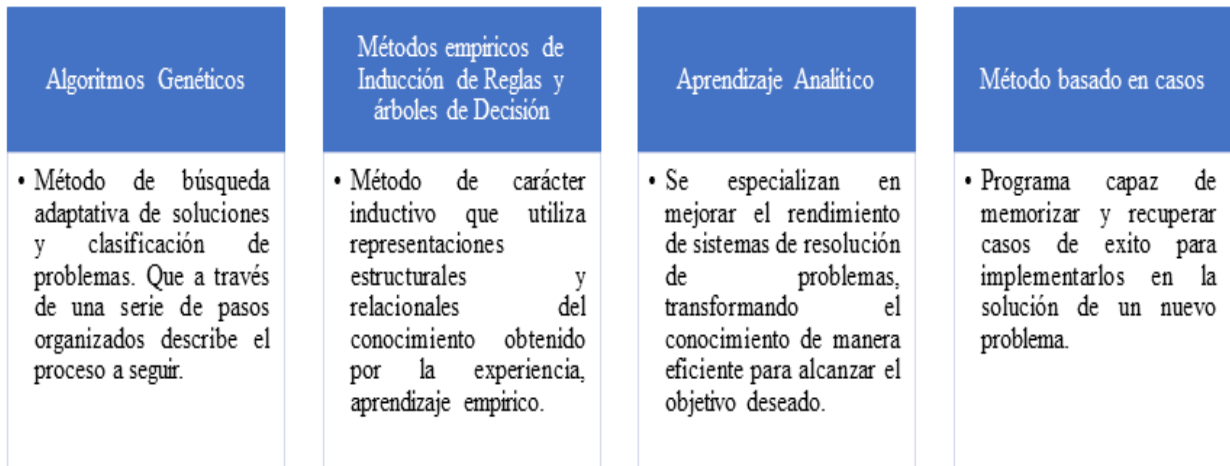 Algoritmos Genéticos
• Método de búsqueda
adaptativa de soluciones
y clasificación de
problemas. Que a través
de una serie de pasos
organizados describe el
proceso a seguir.
Métodos empiricos de
Inducción de Reglas y
árboles de Decisión
• Método de carácter
inductivo que utiliza
representaciones
estructurales y
relacionales del
conocimiento obtenido
por la experiencia,
aprendizaje empirico.
Aprendizaje Analítico
• Se especializan en
mejorar el rendimiento
de sistemas de resolución
de problemas,
transformando el
conocimiento de manera
eficiente para alcanzar el
objetivo deseado.
Método basado en casos
• Programa capaz de
memorizar y recuperar
casos de exito para
implementarlos en la
solución de un nuevo
problema.